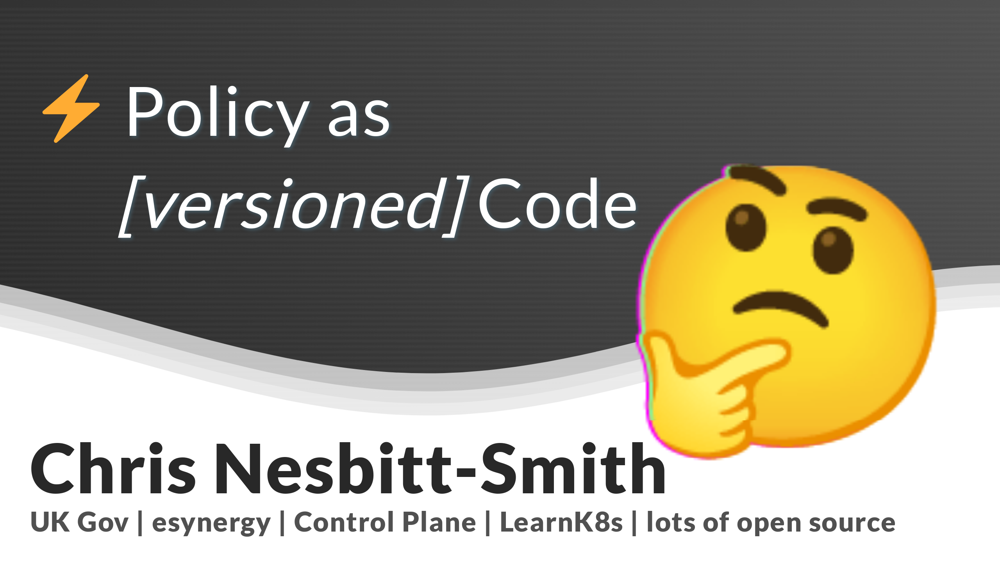 ⚡ Policy as
[versioned] Code
Chris Nesbitt-Smith
UK Gov | esynergy | Control Plane | LearnK8s | lots of open source